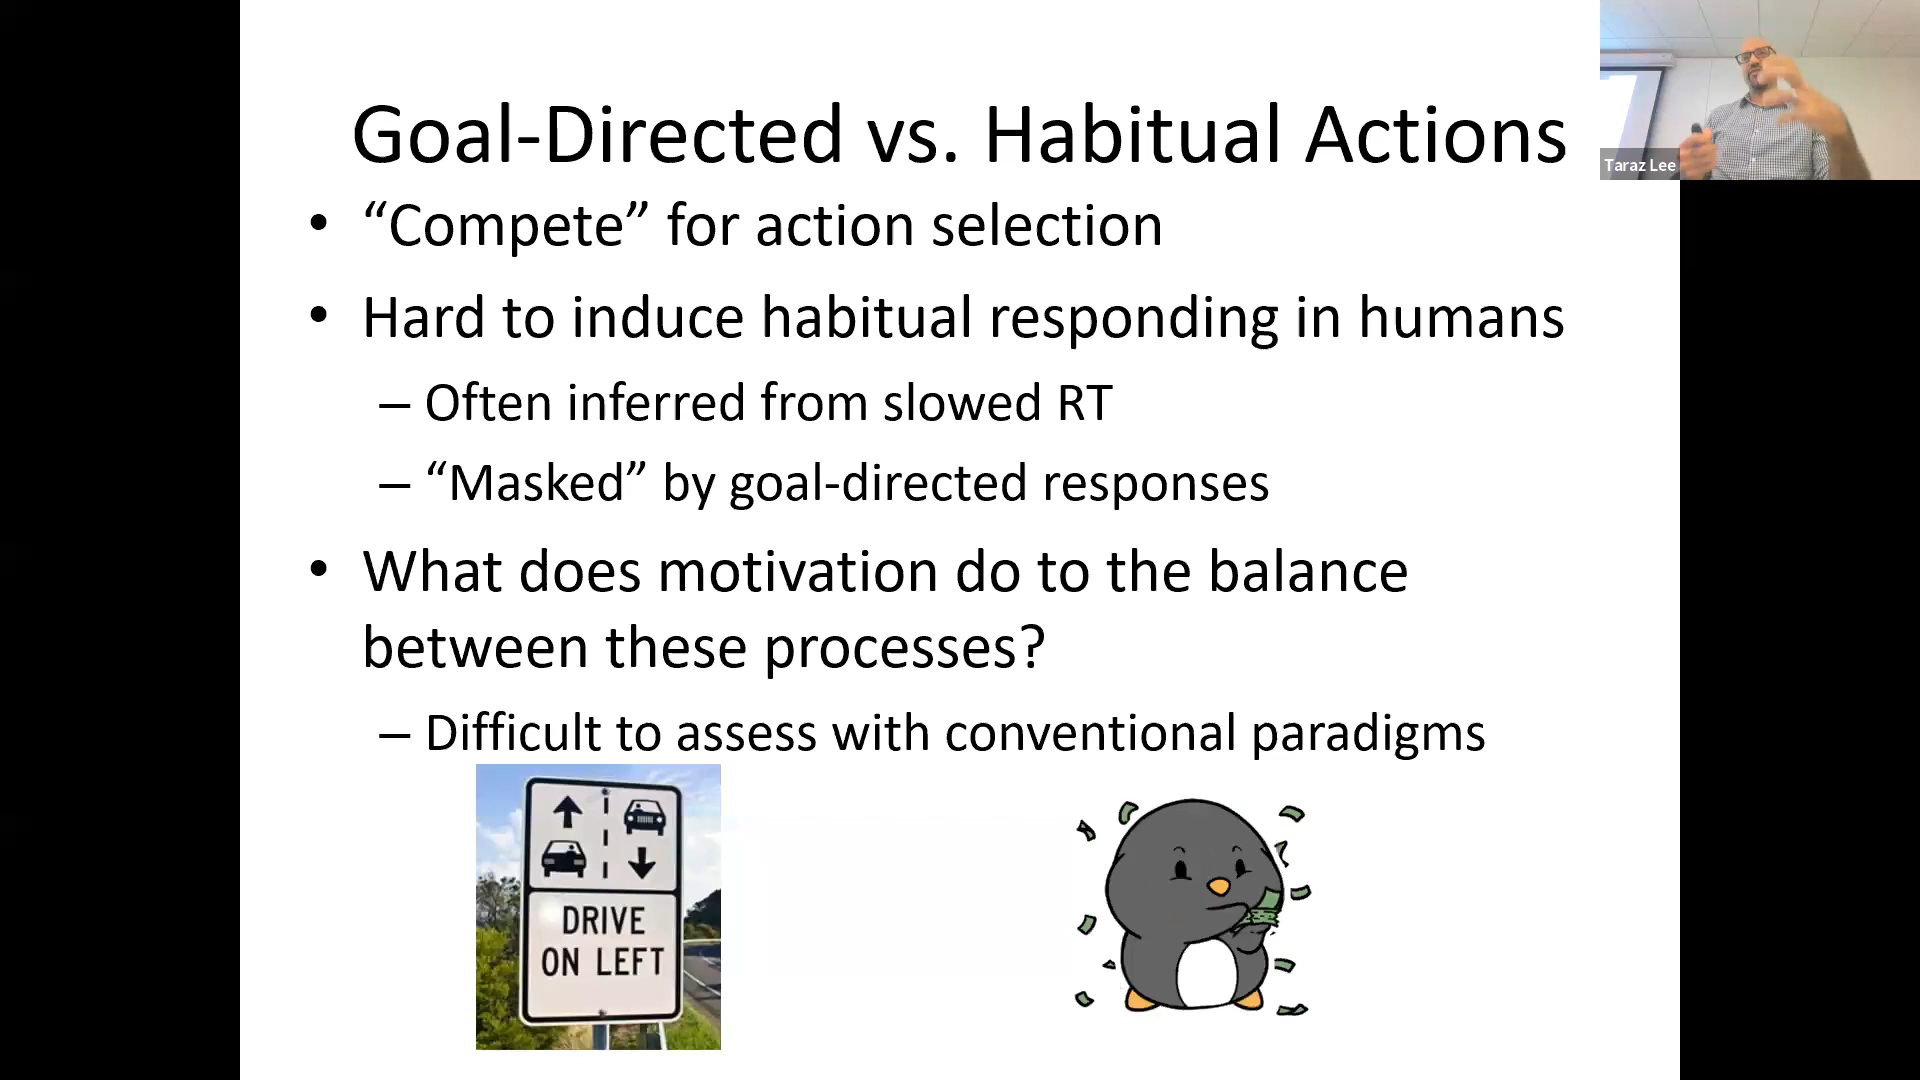 Goal-Directed vs. Habitual Actions
Taraz Lee
• “Compete” for action selection
• Hard to induce habitual responding in humans
– Often inferred from slowed RT
– “Masked” by goal-directed responses
• What does motivation do to the balance
between these processes?
– Difficult to assess with conventional paradigms
DRIVE
ON LEFT